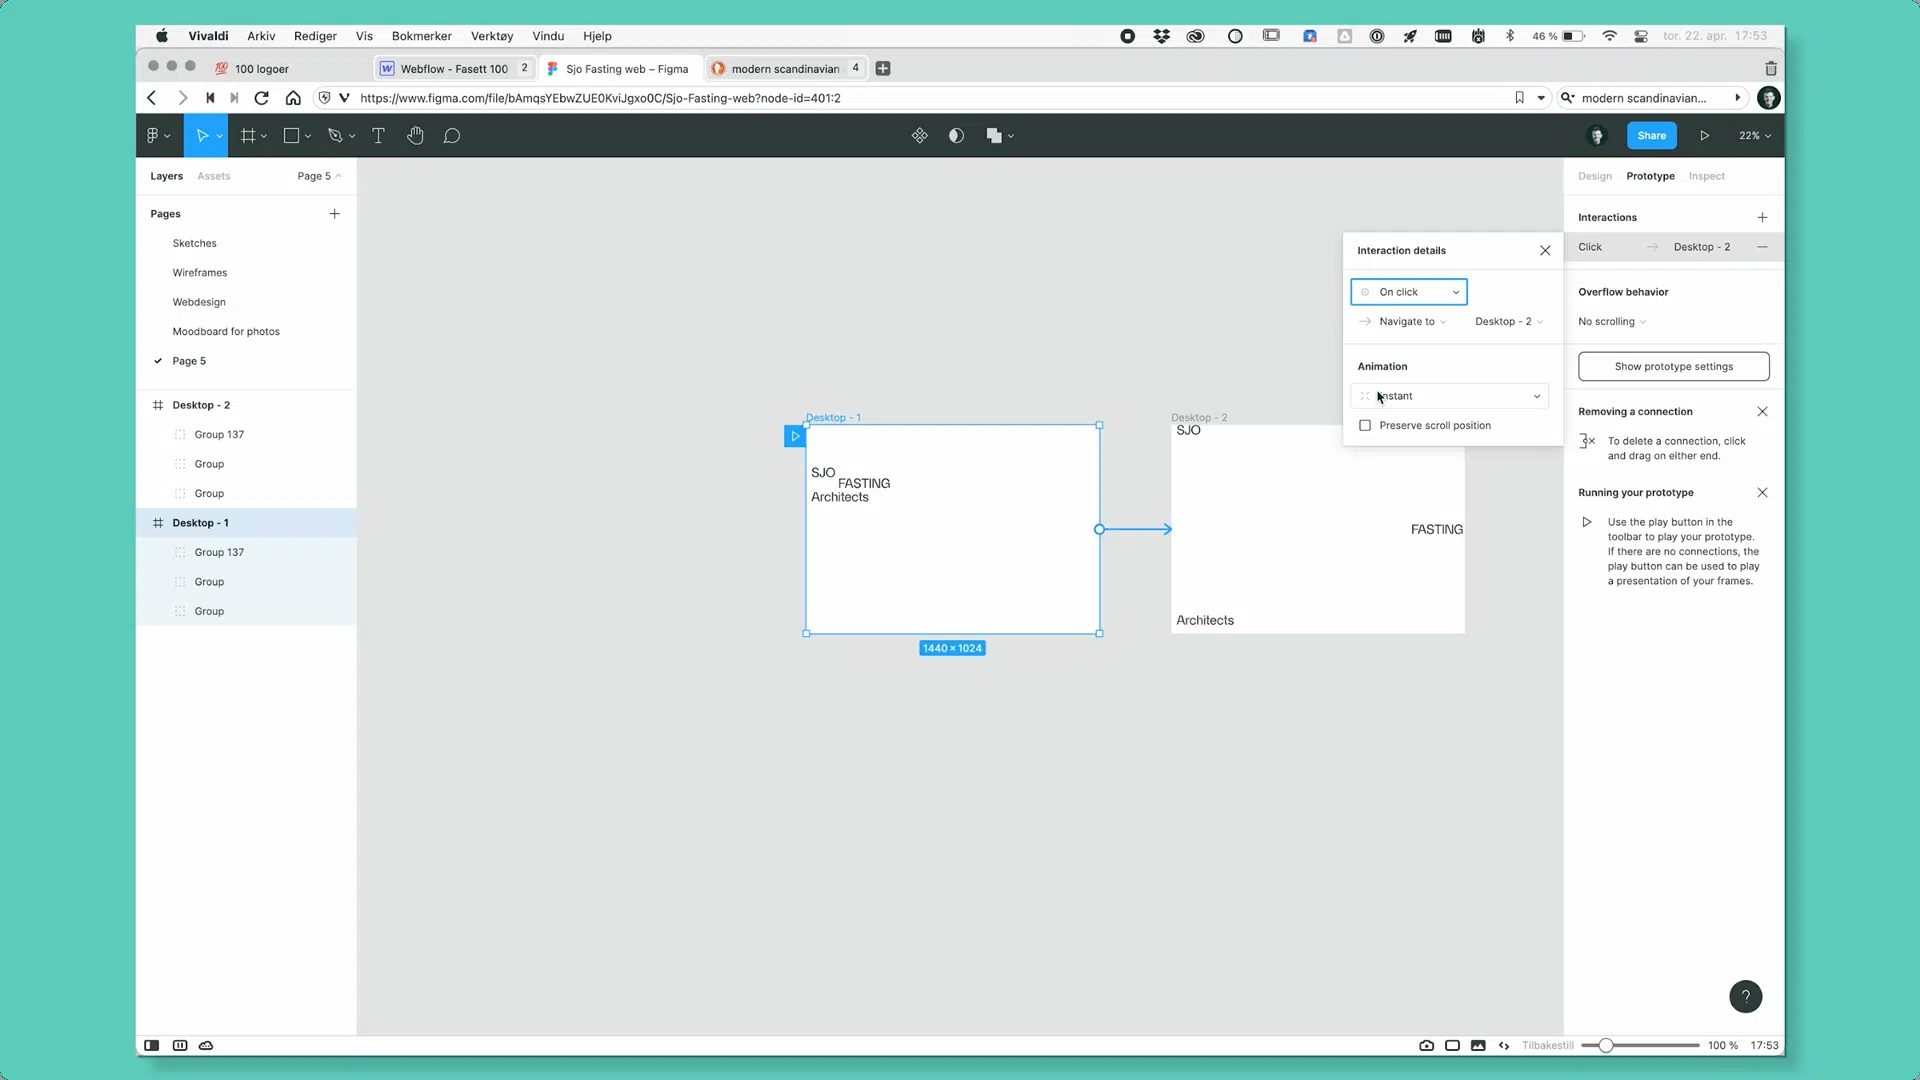 Vivaldi Arkiv Rediger Vis Bokmerker Verktøy Vindu Hjelp 46 % tor. 22. apr. 17:53
100 logoer Webflow - Fasett 100 2 Sjo Fasting web – Figma modern scandinavian 4
https://www.figma.com/file/bAmqsYEbwZUE0KviJgxo0C/Sjo-Fasting-web?node-id=401:2 modern scandinavian...
Share 22%
Layers Assets Page 5
Pages
Sketches
Wireframes
Webdesign
Moodboard for photos
Page 5
Desktop - 2
Group 137
Group
Group
Desktop - 1
Group 137
Group
Group
Desktop - 1
SJO
FASTING
Architects
1440 × 1024
Desktop - 2
SJO
FASTING
Architects
Interaction details
On click
Navigate to Desktop - 2
Animation
Instant
Preserve scroll position
Design Prototype Inspect
Interactions
Click Desktop - 2
Overflow behavior
No scrolling
Show prototype settings
Removing a connection
To delete a connection, click
and drag on either end.
Running your prototype
Use the play button in the
toolbar to play your prototype.
If there are no connections, the
play button can be used to play
a presentation of your frames.
?
Tilbakestill 100 % 17:53